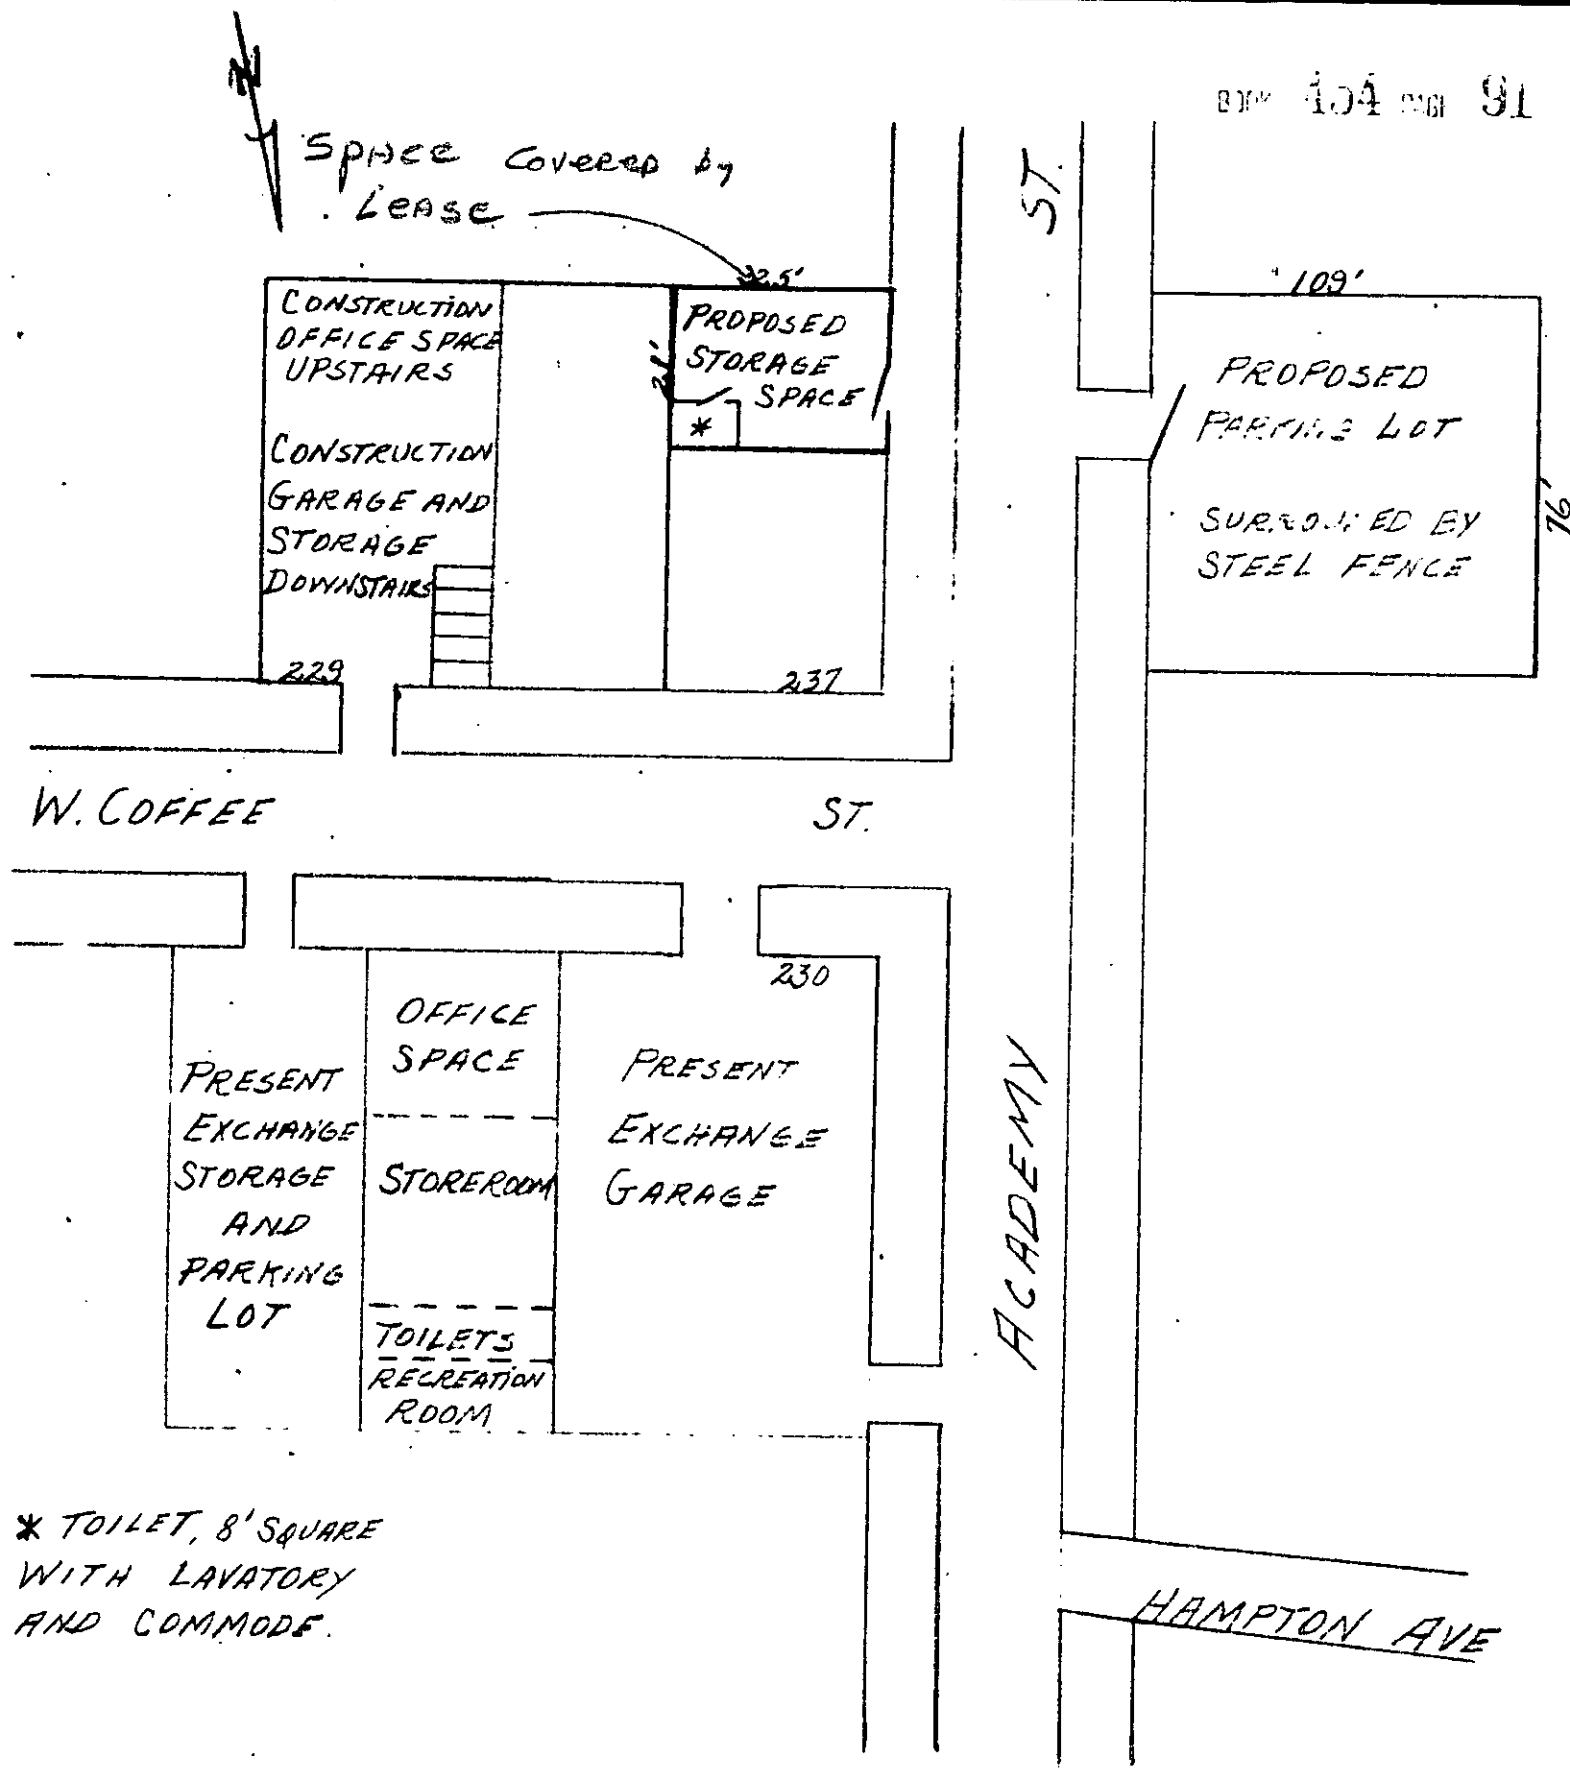 BOOK 454 PAGE 91
N
Space Covered by
Lease
25'
21'
CONSTRUCTION
OFFICE SPACE
UPSTAIRS
CONSTRUCTION
GARAGE AND
STORAGE
DOWNSTAIRS
229
PROPOSED
STORAGE
SPACE
*
237
ST.
109'
PROPOSED
PARKING LOT
SURROUNDED BY
STEEL FENCE
76'
W. COFFEE ST.
230
PRESENT
EXCHANGE
STORAGE
AND
PARKING
LOT
OFFICE
SPACE
STOREROOM
TOILETS
RECREATION
ROOM
PRESENT
EXCHANGE
GARAGE
ACADEMY
* TOILET, 8' SQUARE
WITH LAVATORY
AND COMMODE.
HAMPTON AVE